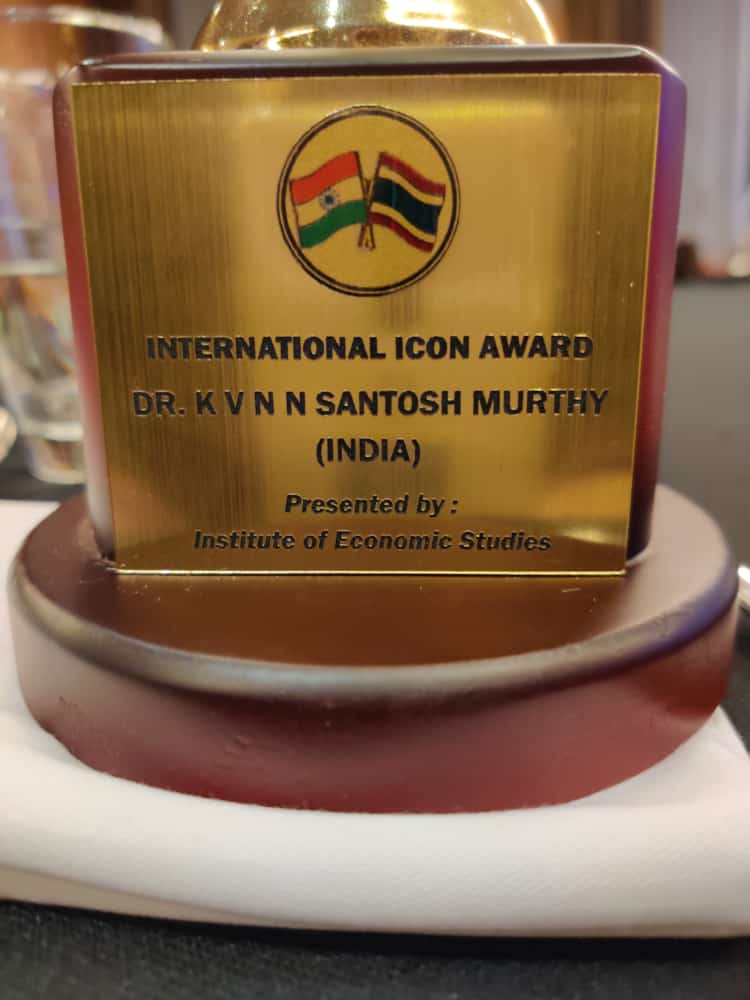 INTERNATIONAL ICON AWARD
DR. K V N N SANTOSH MURTHY
(INDIA)
Presented by :
Institute of Economic Studies